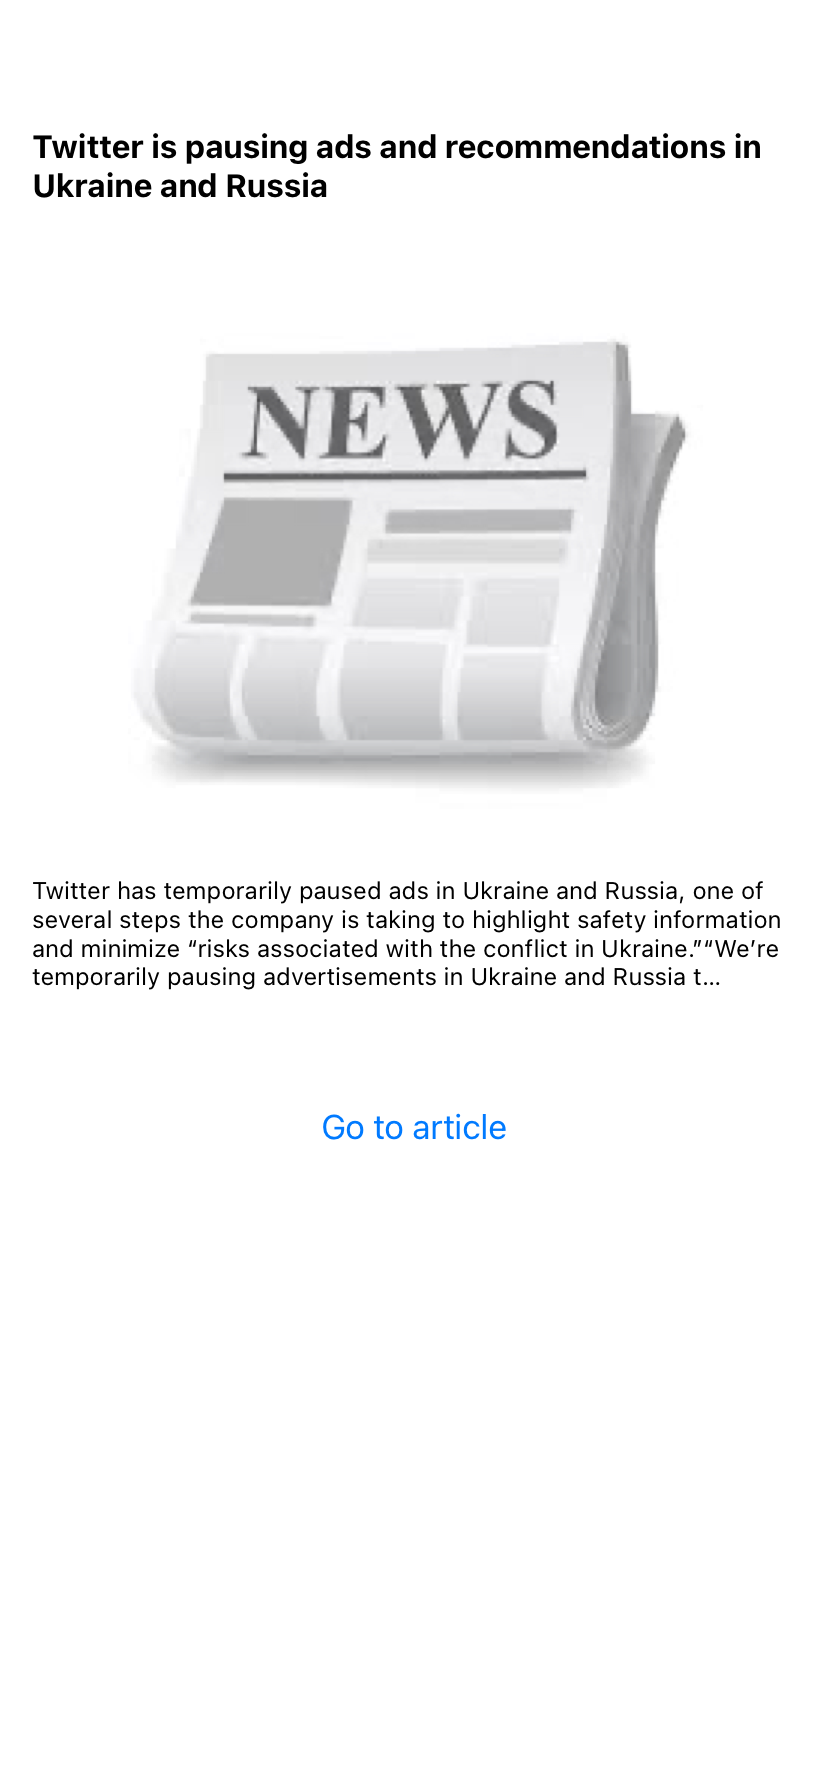 Twitter is pausing ads and recommendations in
Ukraine and Russia
NEWS
Twitter has temporarily paused ads in Ukraine and Russia, one of
several steps the company is taking to highlight safety information
and minimize “risks associated with the conflict in Ukraine.”“We’re
temporarily pausing advertisements in Ukraine and Russia t...
Go to article